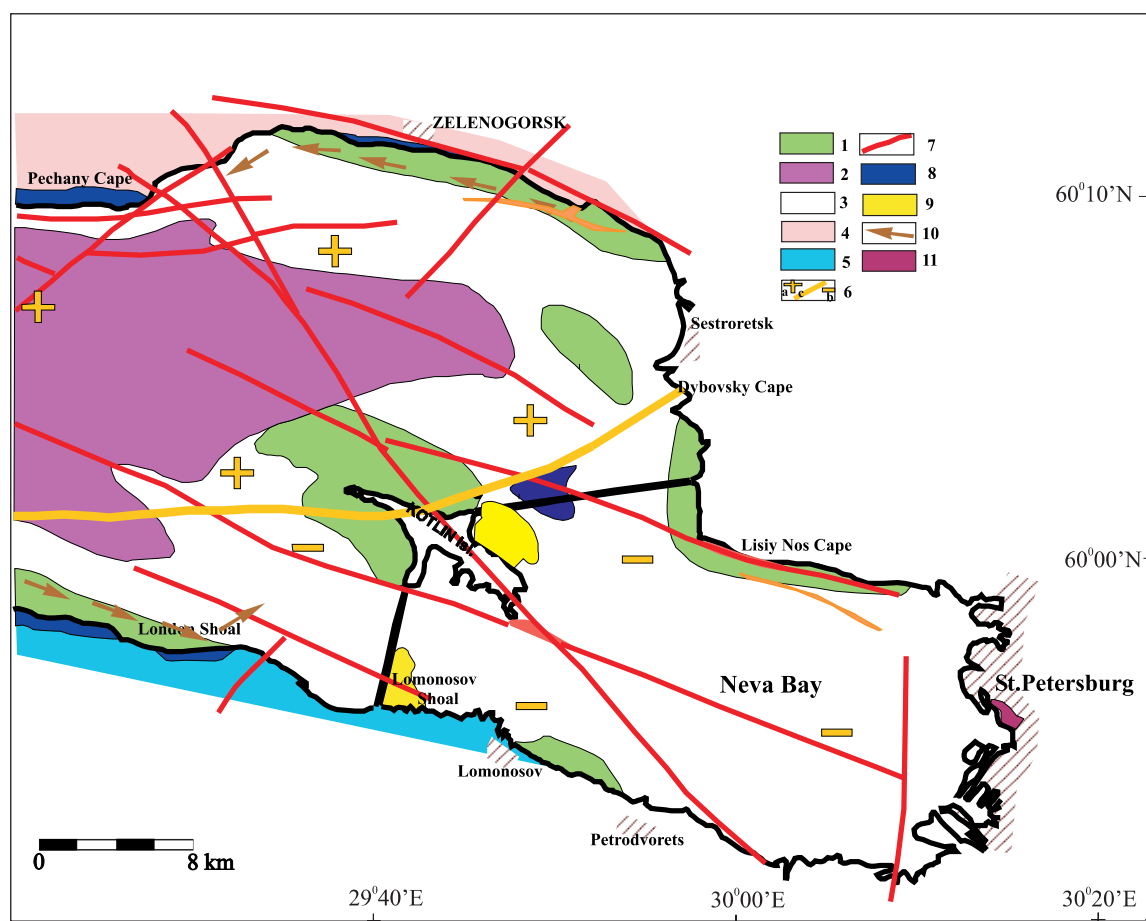 ZELENOGORSK
Pechany Cape
1
7
2
8
3
9
4
10
5
11
a
c
b
6
60⁰10’N
Sestroretsk
Dybovsky Cape
KOTLIN Isl.
Lisiy Nos Cape
60⁰00’N
London Shoal
Lomonosov
Shoal
Neva Bay
St.Petersburg
Lomonosov
Petrodvorets
0
8 km
29⁰40’E
30⁰00’E
30⁰20’E